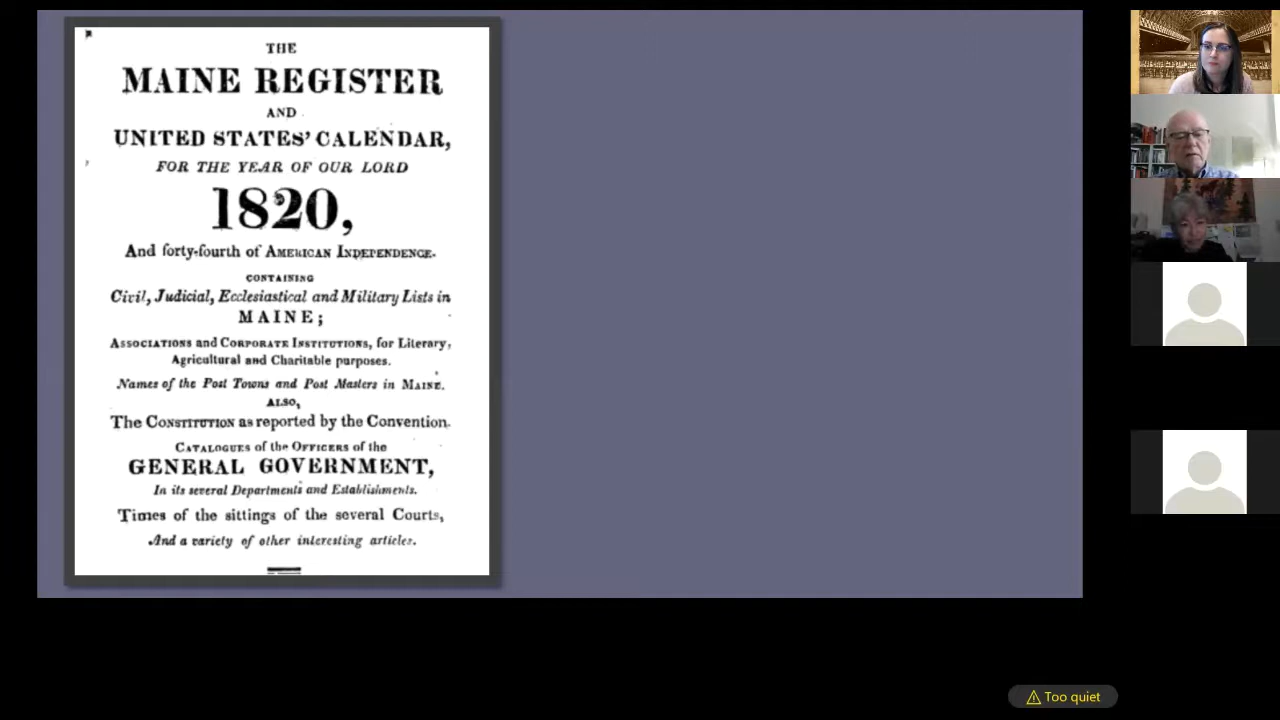 THE
MAINE REGISTER
AND
UNITED STATES' CALENDAR,
FOR THE YEAR OF OUR LORD
1820,
And forty-fourth of AMERICAN INDEPENDENCE.
CONTAINING
Civil, Judicial, Ecclesiastical and Military Lists in
MAINE;
ASSOCIATIONS and CORPORATE INSTITUTIONS, for Literary,
Agricultural and Charitable purposes.
Names of the Post Towns and Post Masters in MAINE.
ALSO,
The CONSTITUTION as reported by the Convention.
CATALOGUES of the OFFICERS of the
GENERAL GOVERNMENT,
In its several Departments and Establishments.
Times of the sittings of the several Courts,
And a variety of other interesting articles.
Too quiet